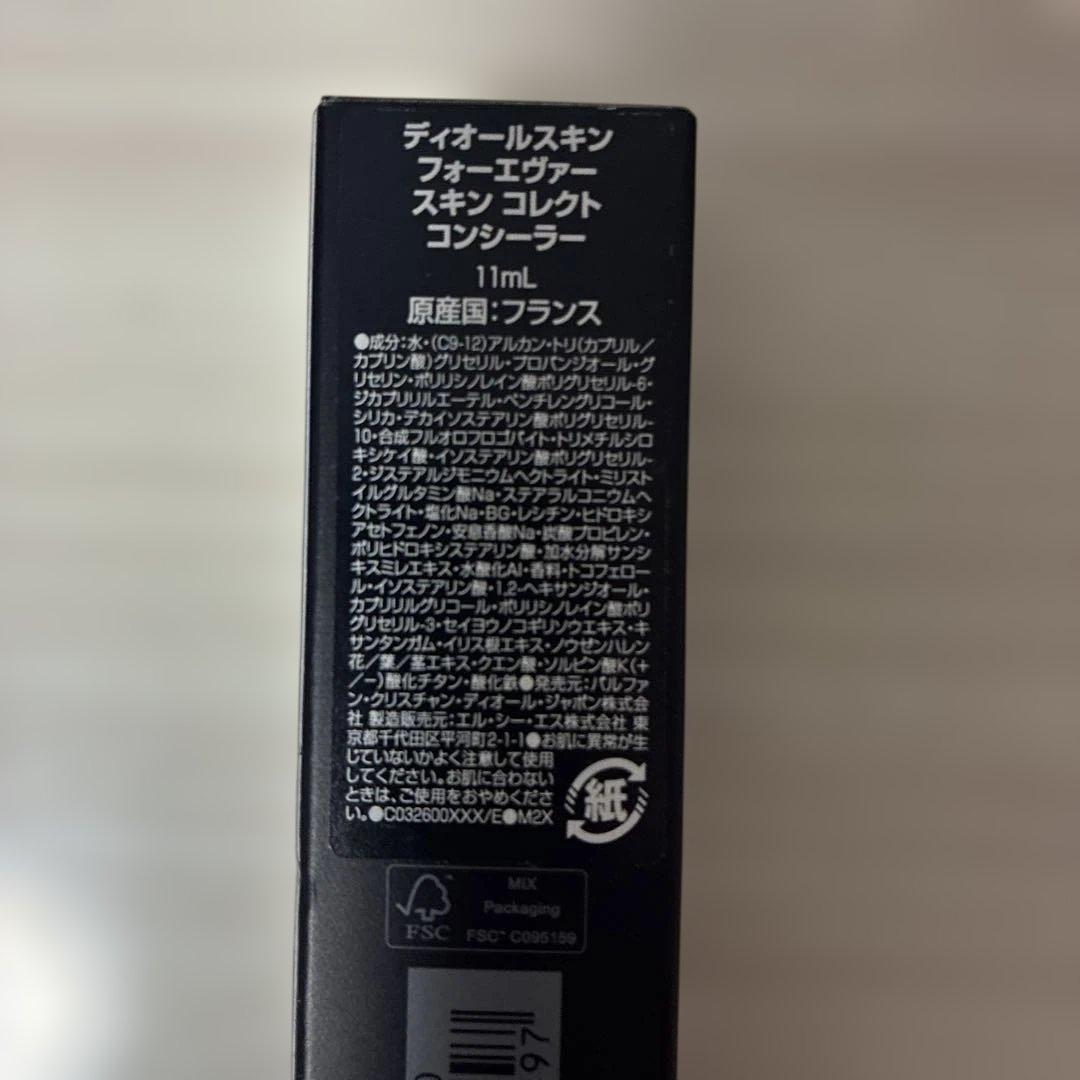 ディオールスキン
フォーエヴァー
スキン コレクト
コンシーラー
11mL
原産国：フランス
●成分：水・(C9-12)アルカン・トリ(カプリル／
カプリン酸)グリセリル・プロパンジオール・グ
リセリン・ポリリシノレイン酸ポリグリセリル-6・
ジカプリリルエーテル・ペンチレングリコール・
シリカ・デカイソステアリン酸ポリグリセリル-
10・合成フルオロフロゴパイト・トリメチルシロ
キシケイ酸・イソステアリン酸ポリグリセリル-
2・ジステアルジモニウムヘクトライト・ミリスト
イルグルタミン酸Na・ステアラルコニウムヘ
クトライト・塩化Na・BG・レシチン・ヒドロキシ
アセトフェノン・安息香酸Na・炭酸プロピレン・
ポリヒドロキシステアリン酸・加水分解サンシ
キスミレエキス・水酸化Al・香料・トコフェロー
ル・イソステアリン酸・1,2-ヘキサンジオール・
カプリリルグリコール・ポリリシノレイン酸ポリ
グリセリル-3・セイヨウノコギリソウエキス・キ
サンタンガム・イリス根エキス・ノウゼンハレン
花／葉／茎エキス・クエン酸・ソルビン酸K(+
／−)酸化チタン・酸化鉄●発売元：パルファ
ン・クリスチャン・ディオール・ジャポン株式会
社 製造販売元：エル・シー・エス株式会社 東
京都千代田区平河町2-1-1●お肌に異常が生
じていないかよく注意して使用
してください。お肌に合わない
ときは、ご使用をおやめくださ
い。●C032600XXX/E●M2X
紙
MIX
Packaging
FSC
FSC™ C095159
97